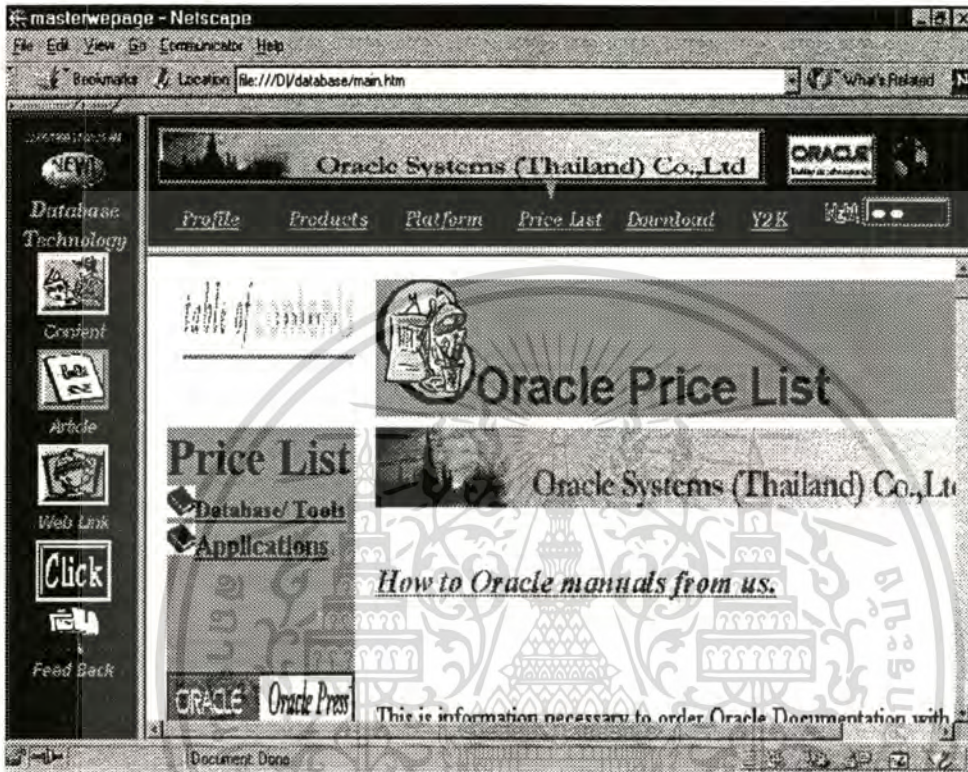 masterwepage - Netscape
File Edit View Go Communicator Help
Bookmarks Location file:///D|/database/main.htm What's Related
NEW!
Database
Technology
Content
Article
Web Link
Click
Feed Back
Oracle Systems (Thailand) Co.,Ltd
ORACLE
Profile Products Platform Price List Download Y2K
table of contents
Price List
Database/ Tools
Applications
ORACLE Oracle Press
Oracle Price List
Oracle Systems (Thailand) Co.,Ltd
How to Oracle manuals from us.
This is information necessary to order Oracle Documentation with
Document: Done